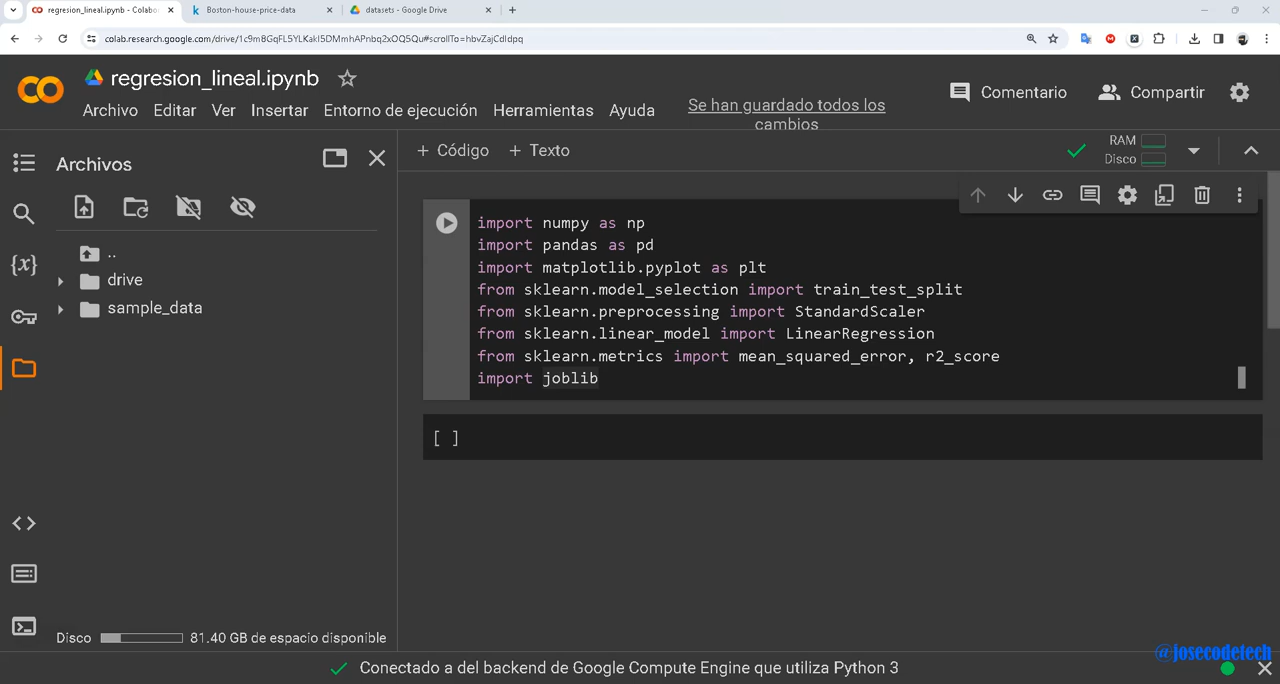 regresion_lineal.ipynb - Colabo
Boston-house-price-data
datasets - Google Drive
colab.research.google.com/drive/1c9m8GqFL5YLKakI5DMmhAPnbq2xOQ5Qu#scrollTo=hbvZajCdIdpq
regresion_lineal.ipynb
Archivo Editar Ver Insertar Entorno de ejecución Herramientas Ayuda
Se han guardado todos los
cambios
Comentario
Compartir
Archivos
+ Código + Texto
RAM
Disco
..
drive
sample_data
import numpy as np
import pandas as pd
import matplotlib.pyplot as plt
from sklearn.model_selection import train_test_split
from sklearn.preprocessing import StandardScaler
from sklearn.linear_model import LinearRegression
from sklearn.metrics import mean_squared_error, r2_score
import joblib
[ ]
{x}
Disco 81.40 GB de espacio disponible
Conectado a del backend de Google Compute Engine que utiliza Python 3
@josecodetech